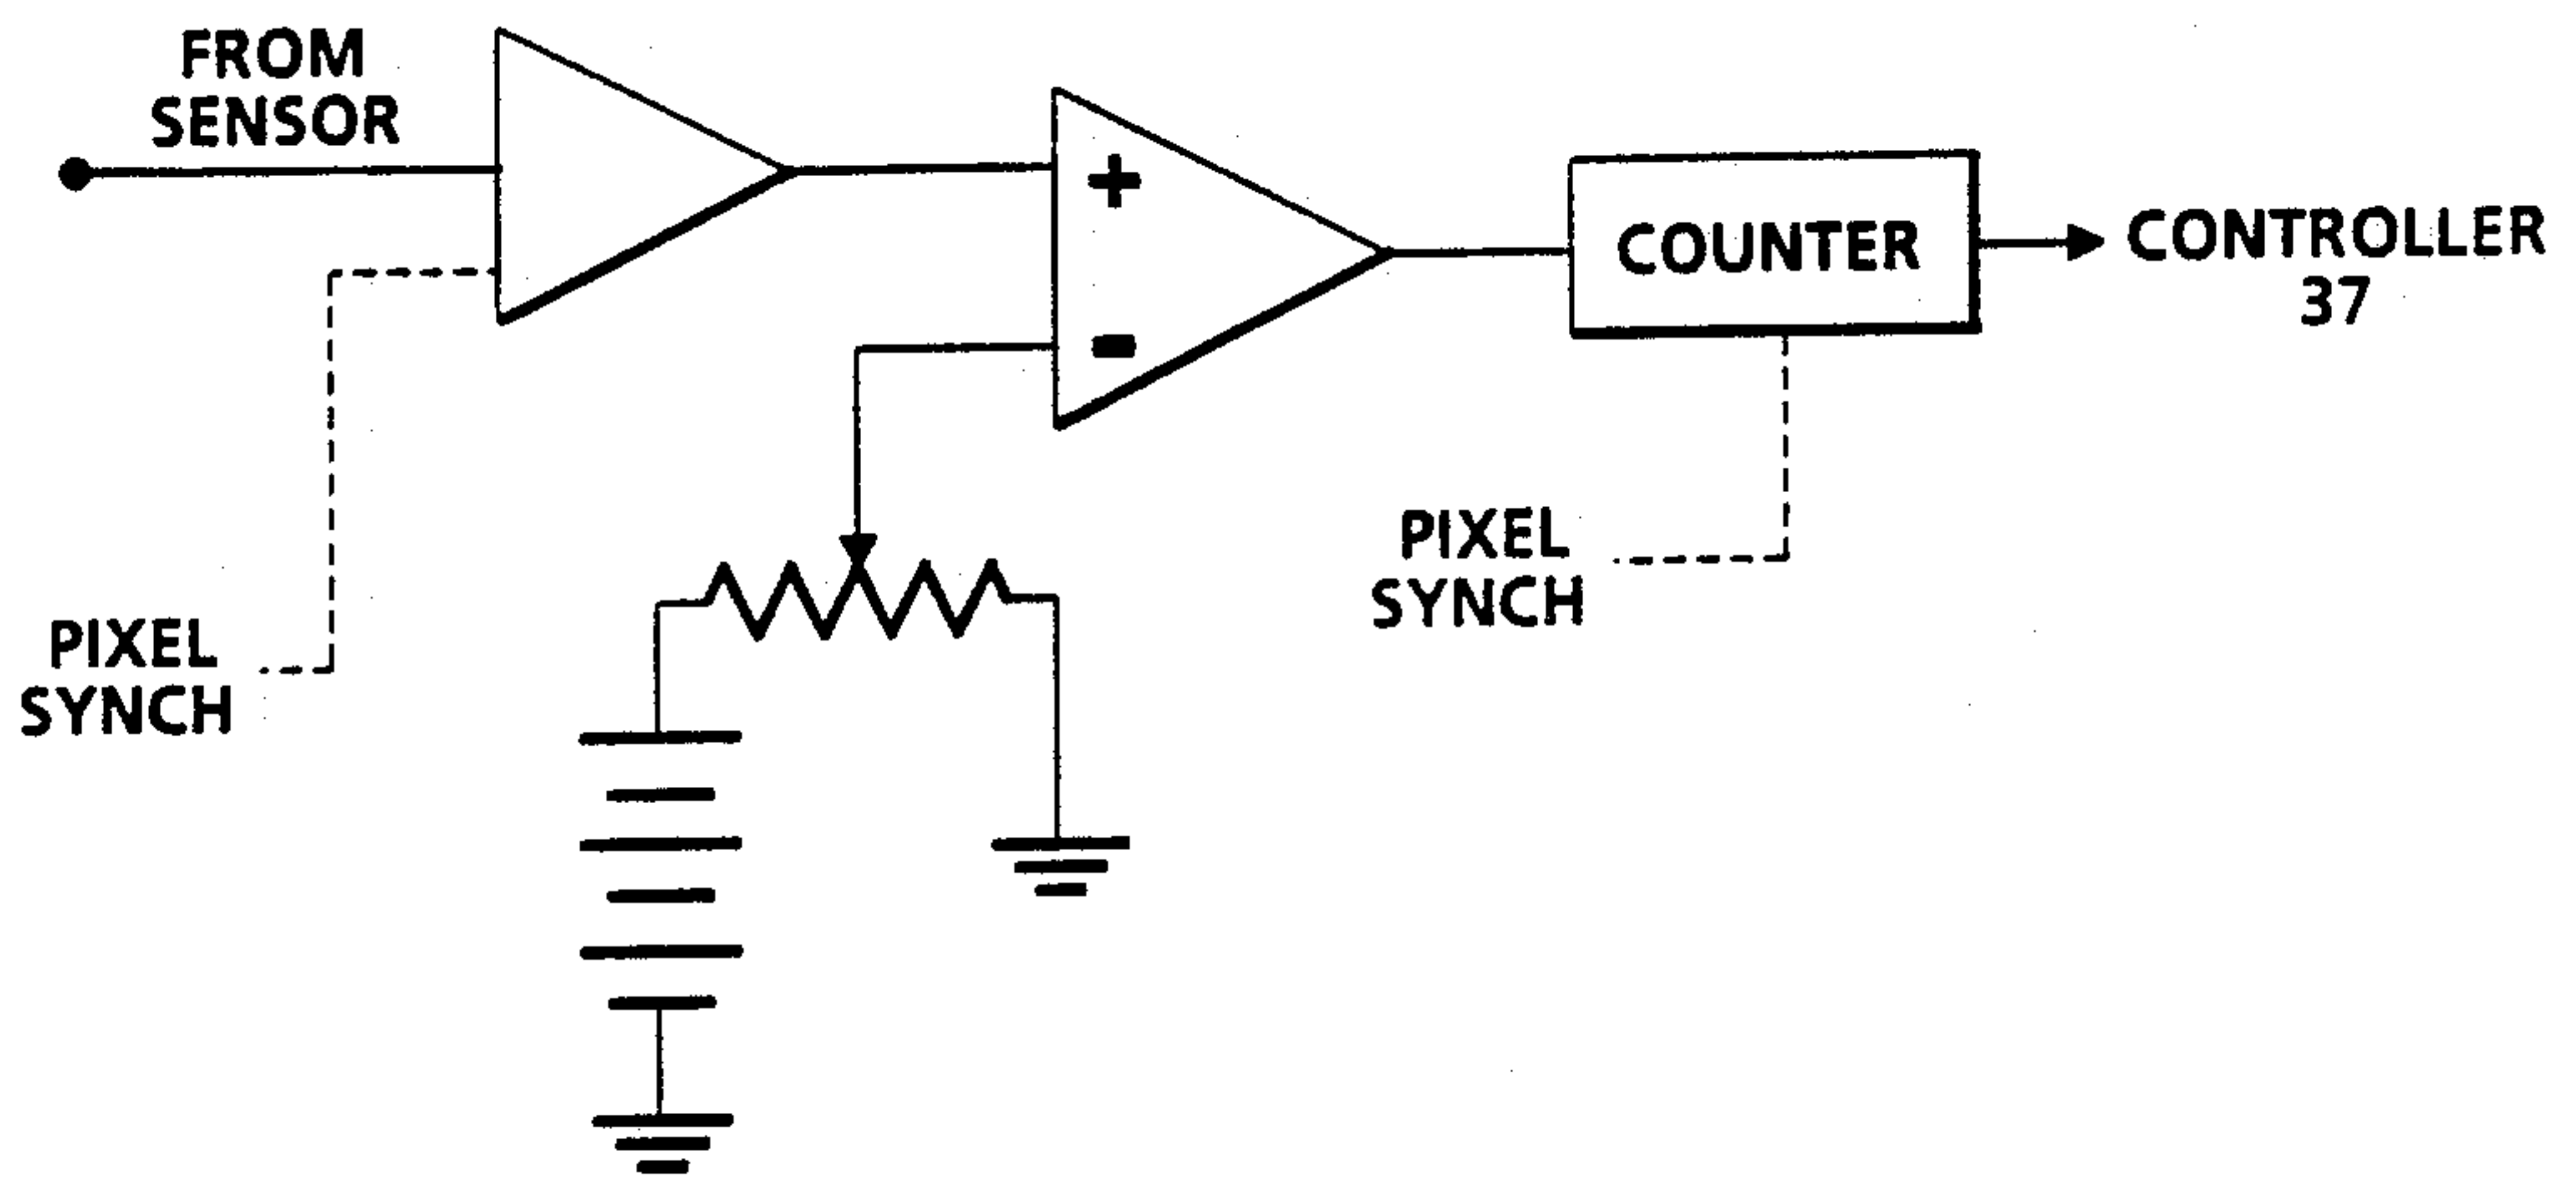 FROM
SENSOR
+
-
COUNTER
CONTROLLER
37
PIXEL
SYNCH
PIXEL
SYNCH